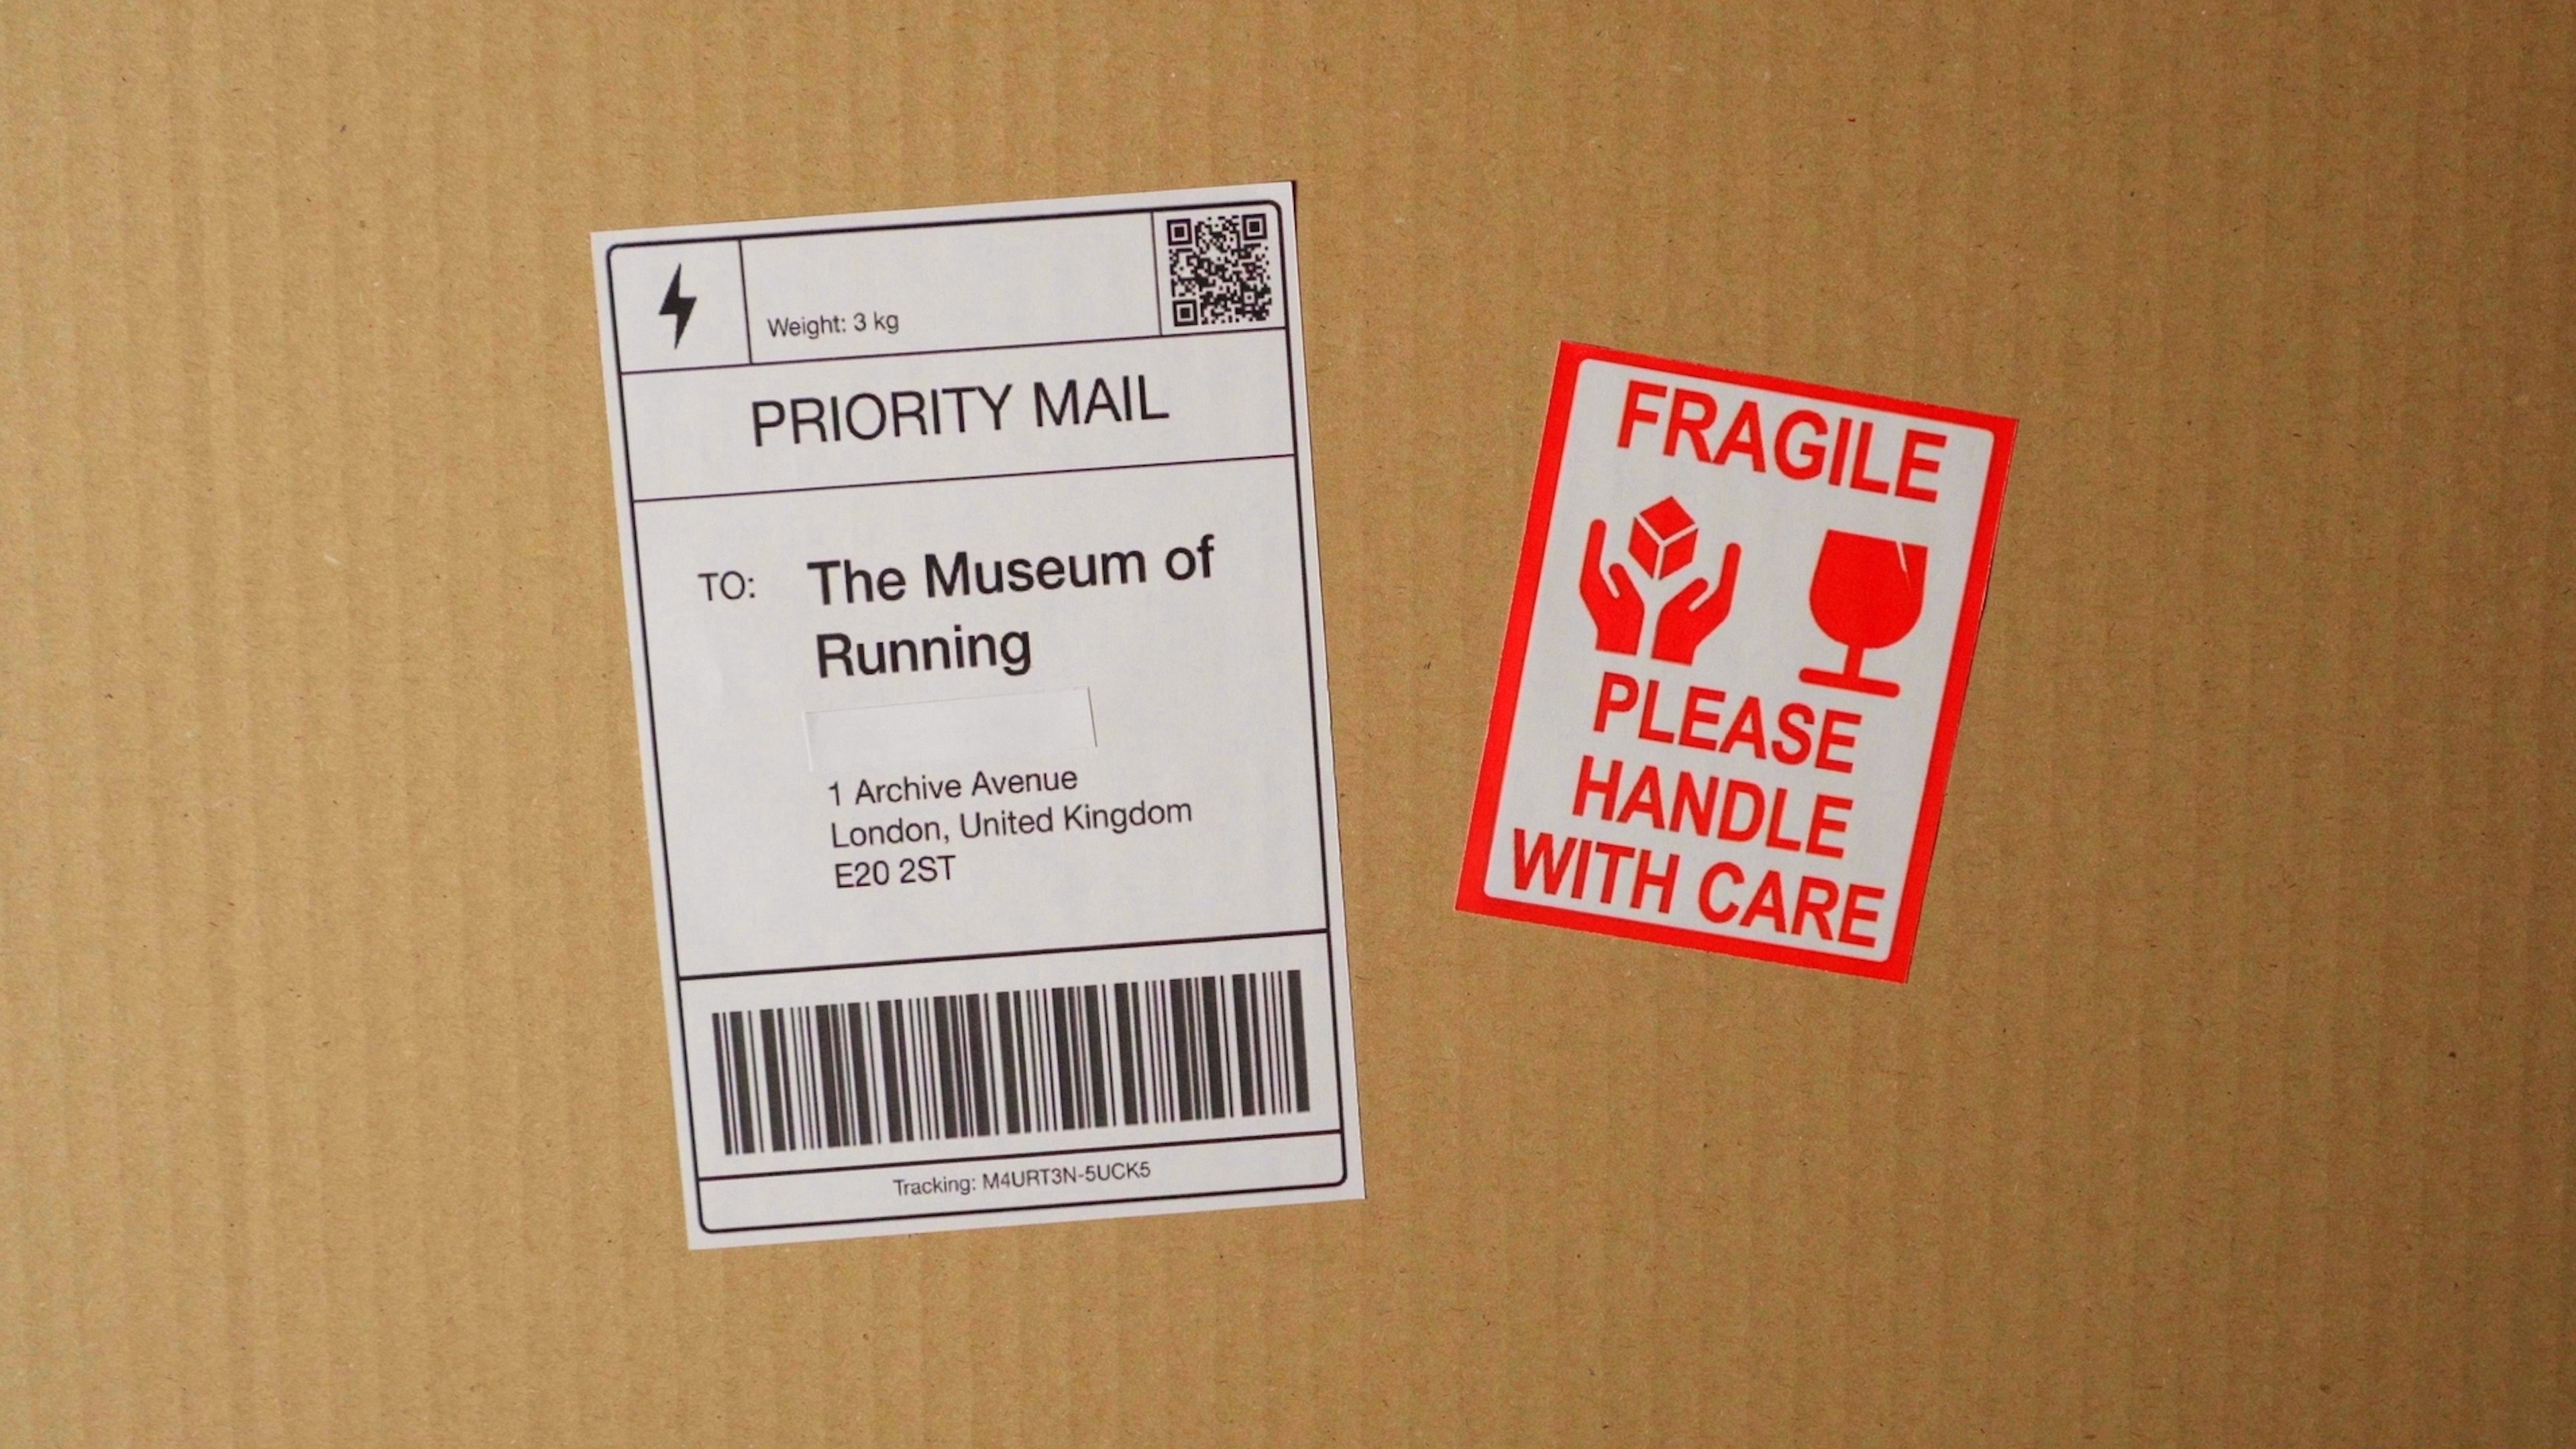 Weight: 3 kg
PRIORITY MAIL
TO: The Museum of
Running
1 Archive Avenue
London, United Kingdom
E20 2ST
Tracking: M4URT3N-5UCK5
FRAGILE
PLEASE
HANDLE
WITH CARE